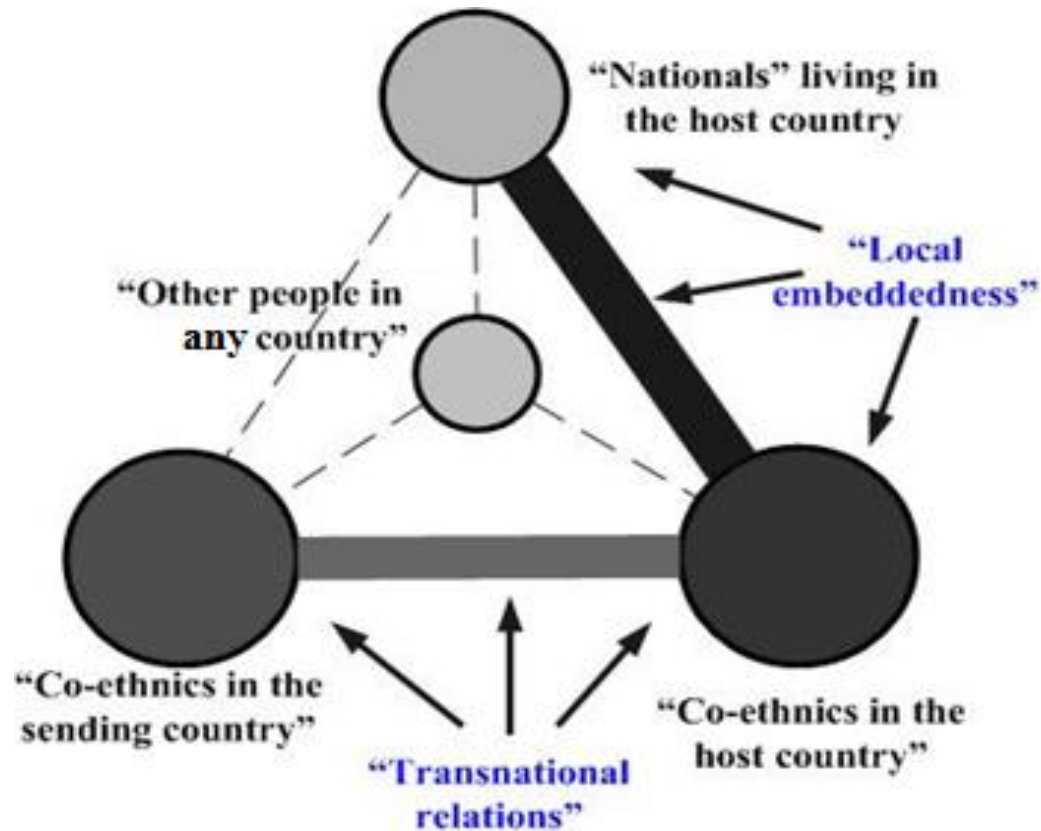 “Nationals” living in
the host country
“Local
embeddedness”
“Other people in
any country”
“Co-ethnics in the
sending country”
“Co-ethnics in the
host country”
“Transnational
relations”